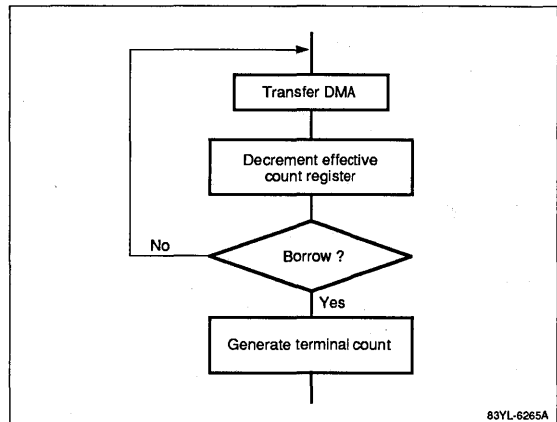 Transfer DMA
Decrement effective
count register
Borrow ?
No
Yes
Generate terminal count
83YL-6265A